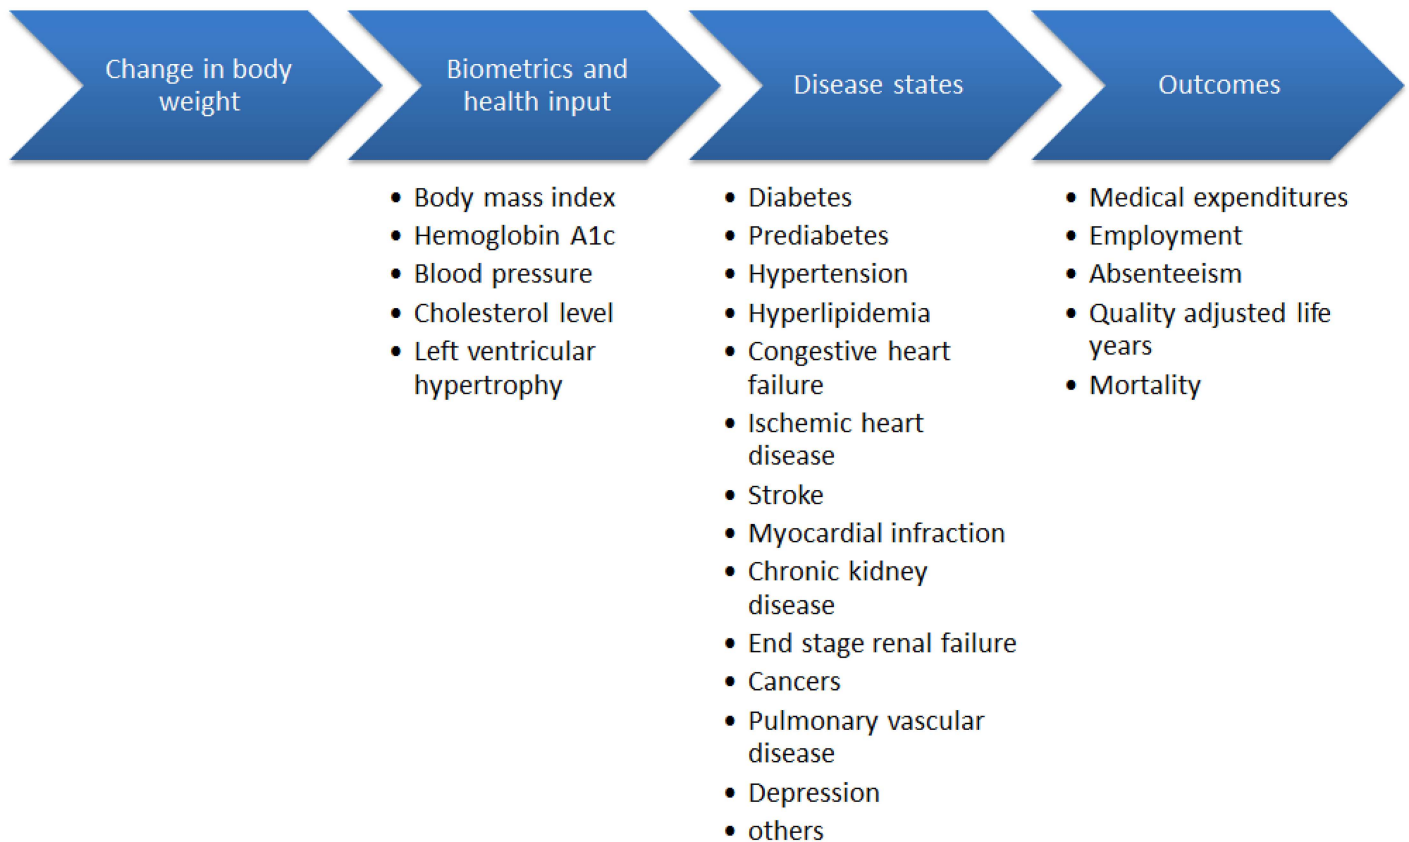 Change in body
weight
Biometrics and
health input
Disease states
Outcomes
• Body mass index
• Hemoglobin A1c
• Blood pressure
• Cholesterol level
• Left ventricular
hypertrophy
• Diabetes
• Prediabetes
• Hypertension
• Hyperlipidemia
• Congestive heart
failure
• Ischemic heart
disease
• Stroke
• Myocardial infraction
• Chronic kidney
disease
• End stage renal failure
• Cancers
• Pulmonary vascular
disease
• Depression
• others
• Medical expenditures
• Employment
• Absenteeism
• Quality adjusted life
years
• Mortality